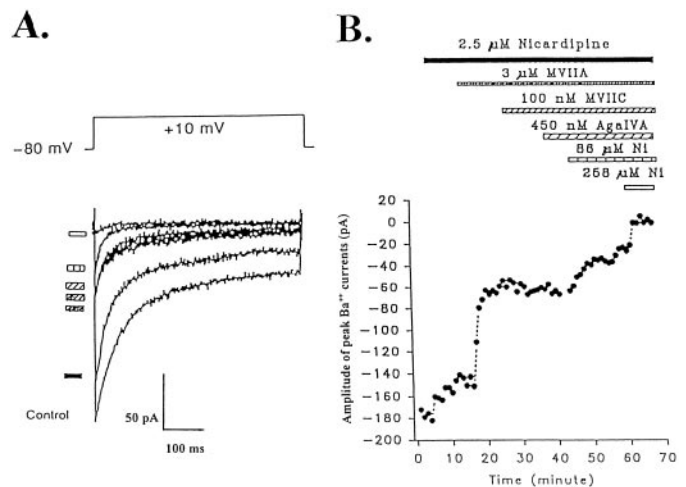 A.
B.
2.5 µM Nicardipine
3 µM MVIIA
100 nM MVIIC
450 nM AgaIVA
86 µM Ni
258 µM Ni
+10 mV
−80 mV
Control
50 pA
100 ms
Amplitude of peak Ba⁺⁺ currents (pA)
20
0
−20
−40
−60
−80
−100
−120
−140
−160
−180
−200
0 10 20 30 40 50 60 70
Time (minute)